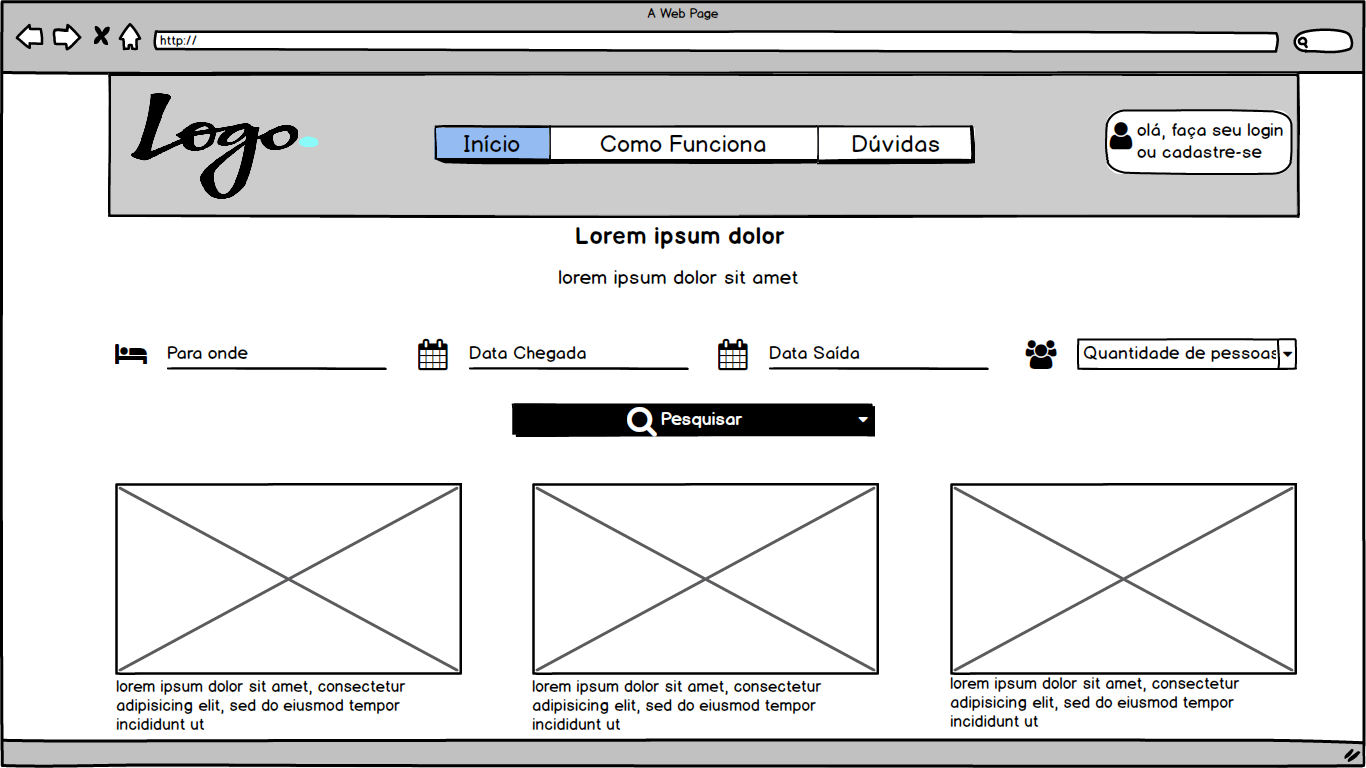 A Web Page
http://
Logo
Início Como Funciona Dúvidas
olá, faça seu login
ou cadastre-se
Lorem ipsum dolor
lorem ipsum dolor sit amet
Para onde Data Chegada Data Saída Quantidade de pessoas
Pesquisar
lorem ipsum dolor sit amet, consectetur
adipisicing elit, sed do eiusmod tempor
incididunt ut
lorem ipsum dolor sit amet, consectetur
adipisicing elit, sed do eiusmod tempor
incididunt ut
lorem ipsum dolor sit amet, consectetur
adipisicing elit, sed do eiusmod tempor
incididunt ut